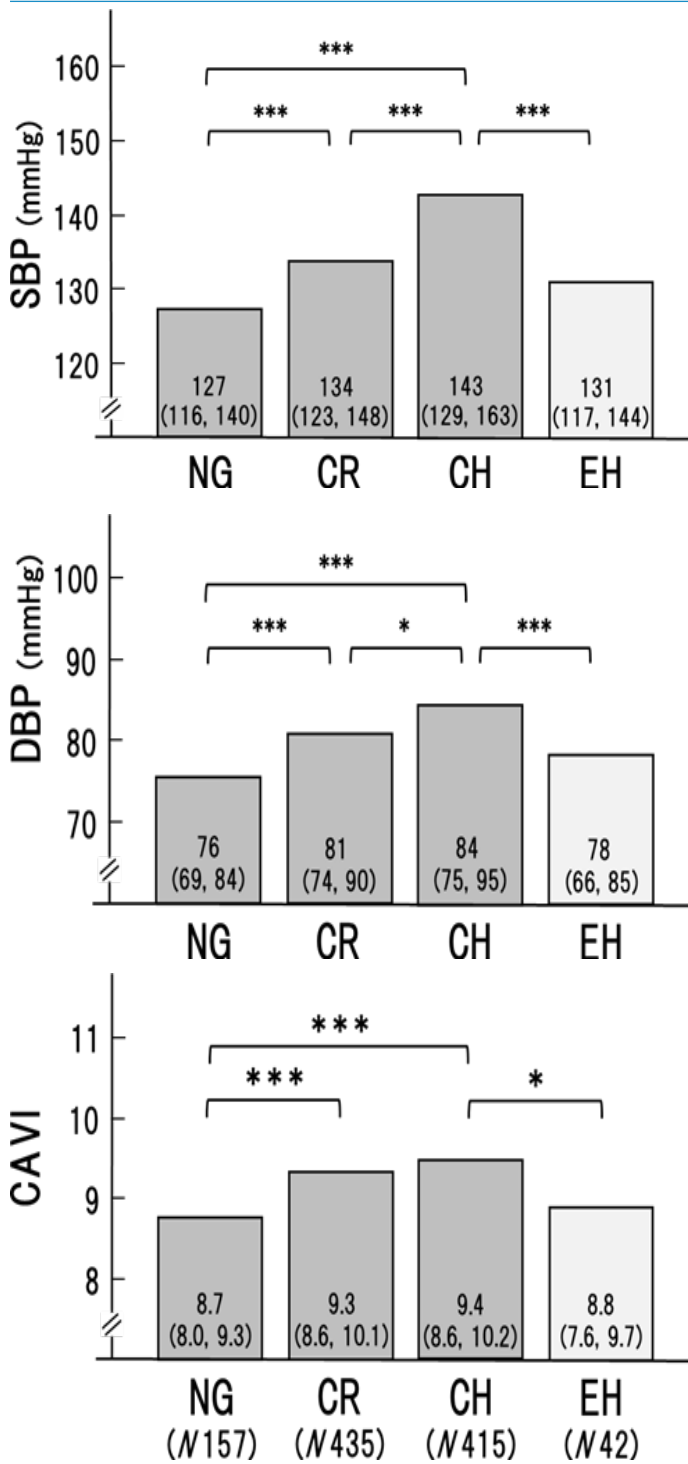 SBP (mmHg)
160
150
140
130
120
***
*** *** ***
127 134 143 131
(116, 140) (123, 148) (129, 163) (117, 144)
NG CR CH EH
DBP (mmHg)
100
90
80
70
***
*** * ***
76 81 84 78
(69, 84) (74, 90) (75, 95) (66, 85)
NG CR CH EH
CAVI
11
10
9
8
***
*** *
8.7 9.3 9.4 8.8
(8.0, 9.3) (8.6, 10.1) (8.6, 10.2) (7.6, 9.7)
NG CR CH EH
(N157) (N435) (N415) (N42)